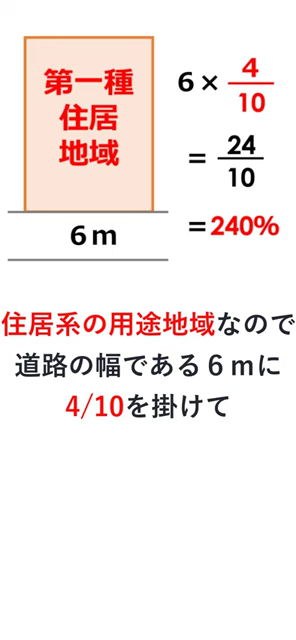 第一種
住居
地域
6m
6×4/10
=24/10
=240%
住居系の用途地域なので
道路の幅である6mに
4/10を掛けて